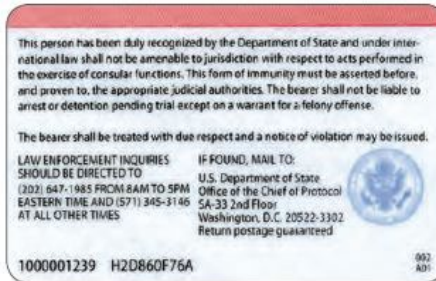 This person has been duly recognized by the Department of State and under inter-
national law shall not be amenable to jurisdiction with respect to acts performed in
the exercise of consular functions. This form of immunity must be asserted before,
and proven to, the appropriate judicial authorities. The bearer shall not be liable to
arrest or detention pending trial except on a warrant for a felony offense.
The bearer shall be treated with due respect and a notice of violation may be issued.
LAW ENFORCEMENT INQUIRIES
SHOULD BE DIRECTED TO
(202) 647-1985 FROM 8AM TO 5PM
EASTERN TIME AND (571) 345-3146
AT ALL OTHER TIMES
IF FOUND, MAIL TO:
U.S. Department of State
Office of the Chief of Protocol
SA-33 2nd Floor
Washington, D.C. 20522-3302
Return postage guaranteed
1000001239 H2D860F76A
002
A01